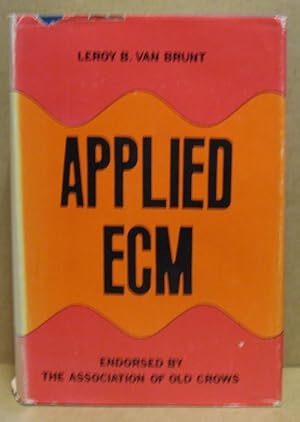 LEROY B. VAN BRUNT
APPLIED
ECM
ENDORSED BY
THE ASSOCIATION OF OLD CROWS